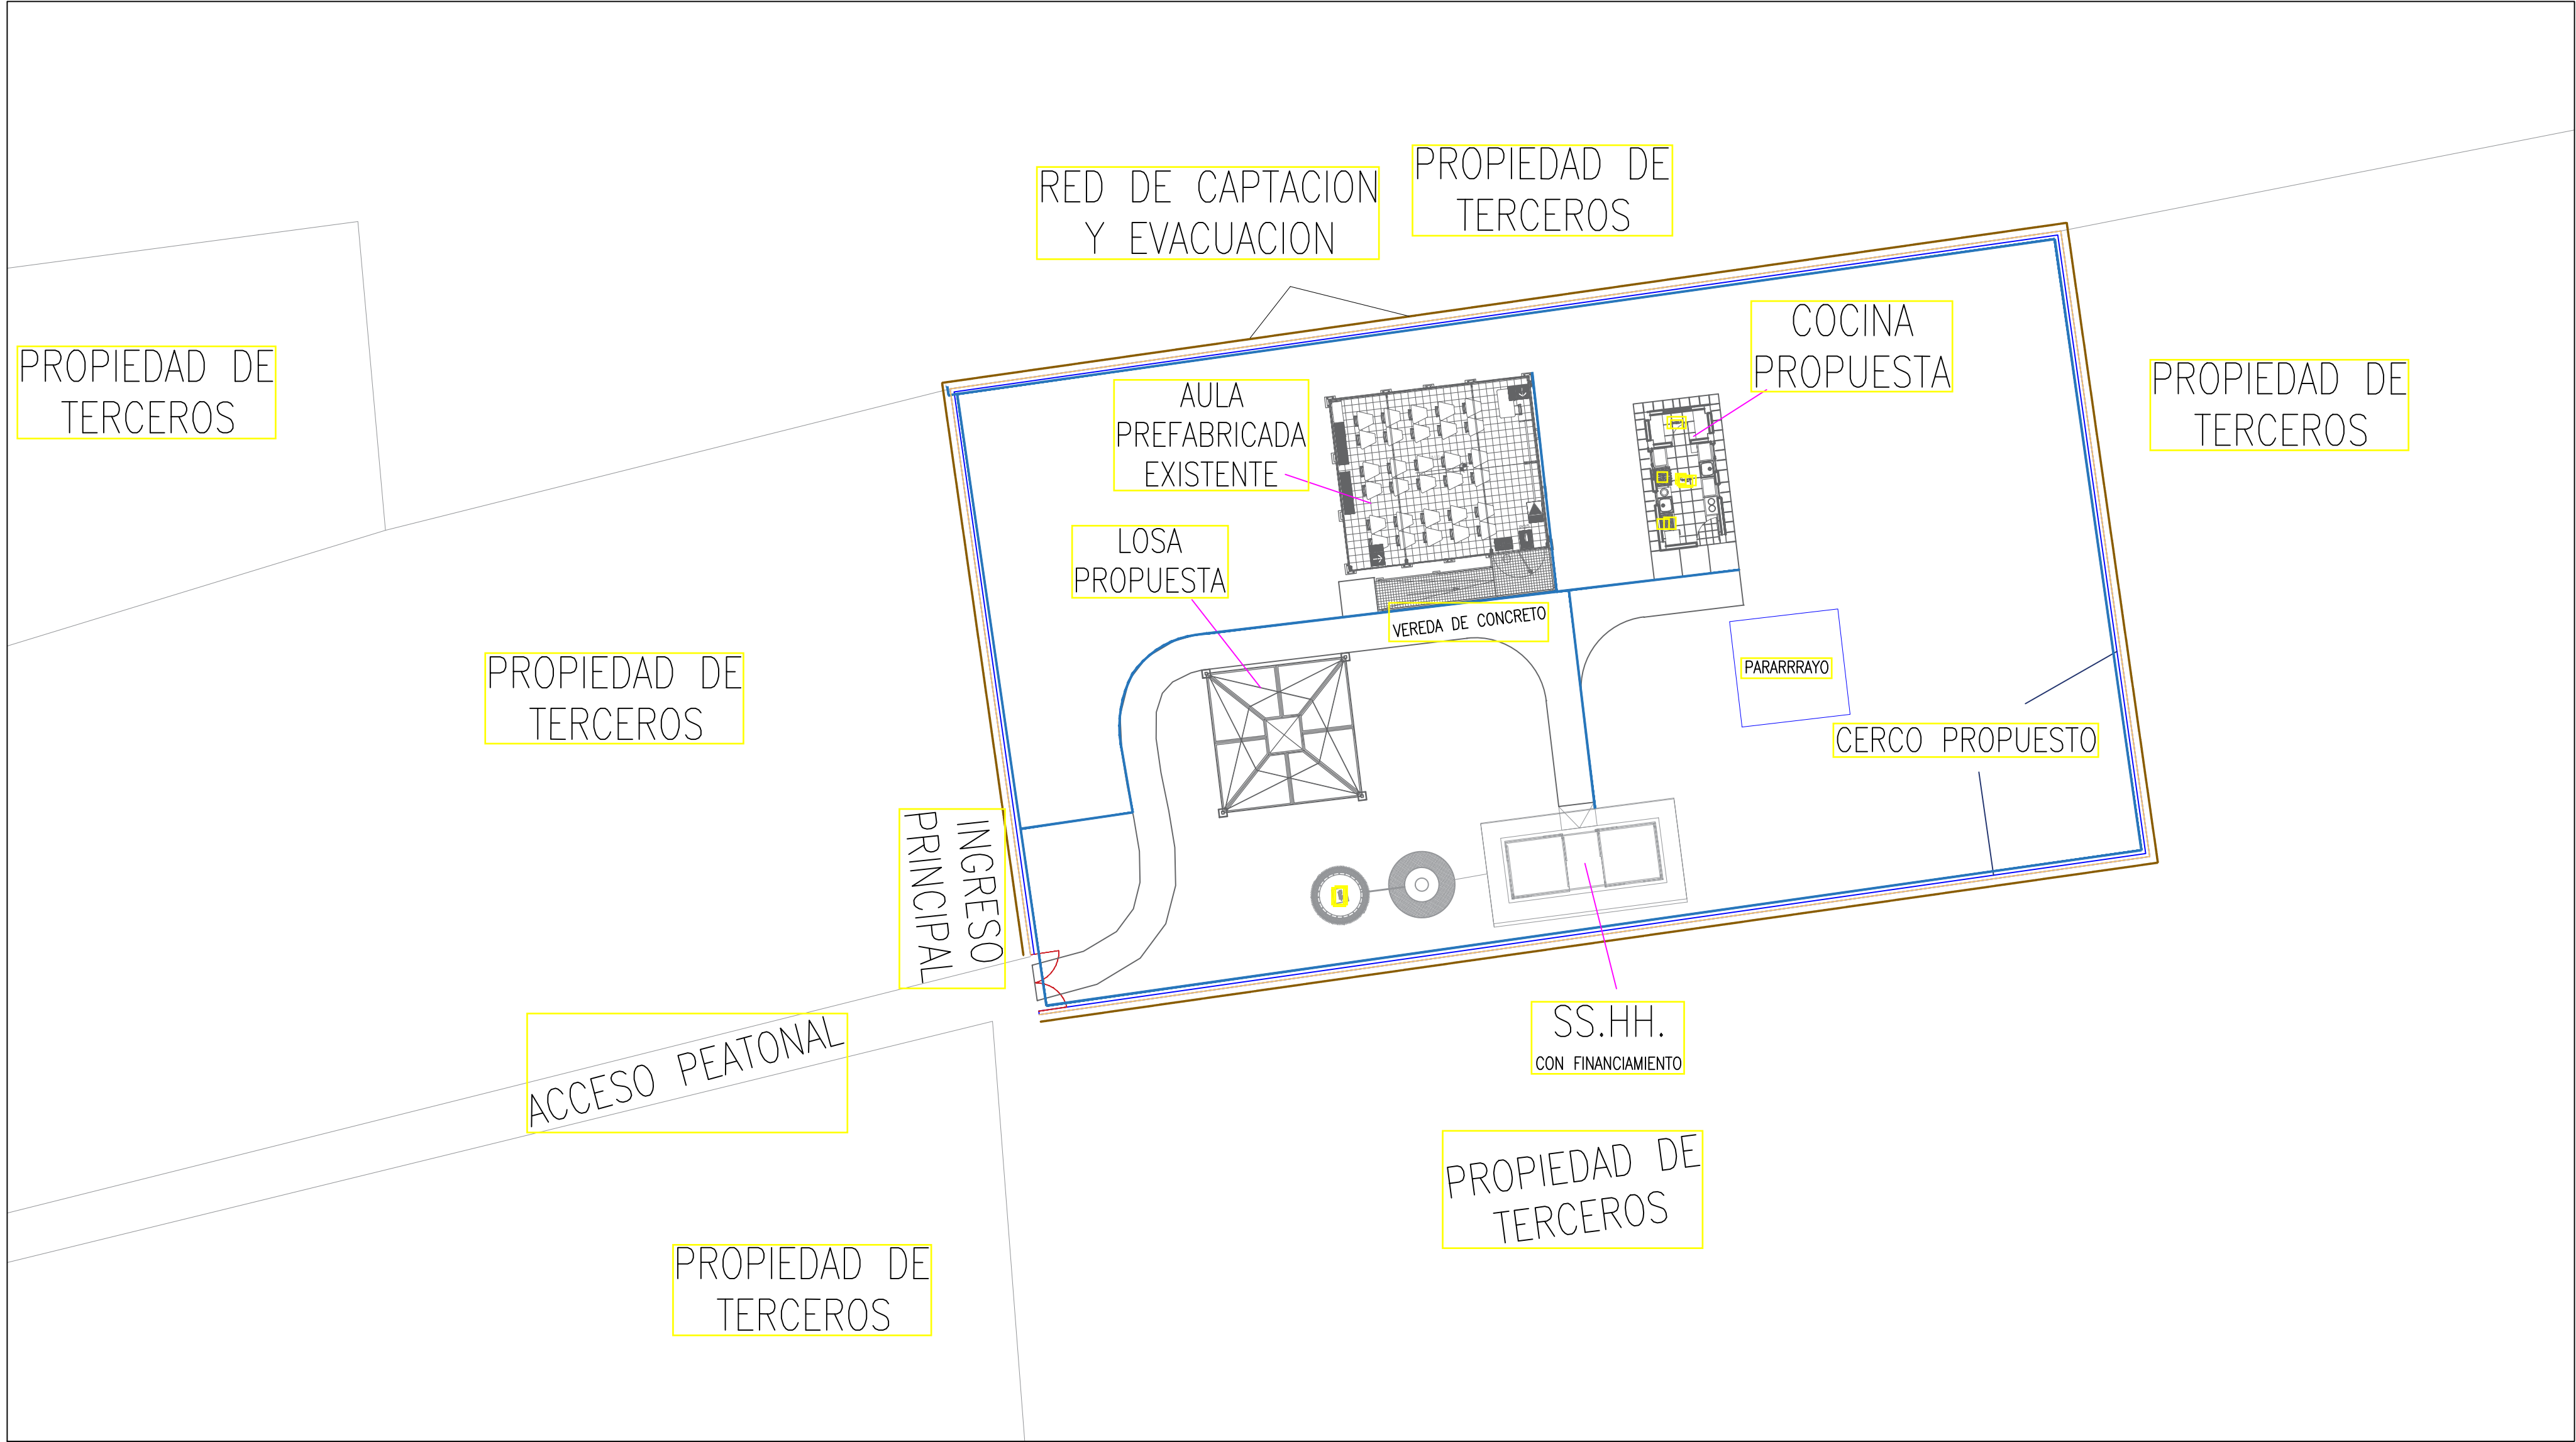 PROPIEDAD DE
TERCEROS
RED DE CAPTACION
Y EVACUACION
PROPIEDAD DE
TERCEROS
COCINA
PROPUESTA
PROPIEDAD DE
TERCEROS
AULA
PREFABRICADA
EXISTENTE
LOSA
PROPUESTA
VEREDA DE CONCRETO
PARARRRAYO
CERCO PROPUESTO
PROPIEDAD DE
TERCEROS
INGRESO
PRINCIPAL
ACCESO PEATONAL
SS.HH.
CON FINANCIAMIENTO
PROPIEDAD DE
TERCEROS
PROPIEDAD DE
TERCEROS